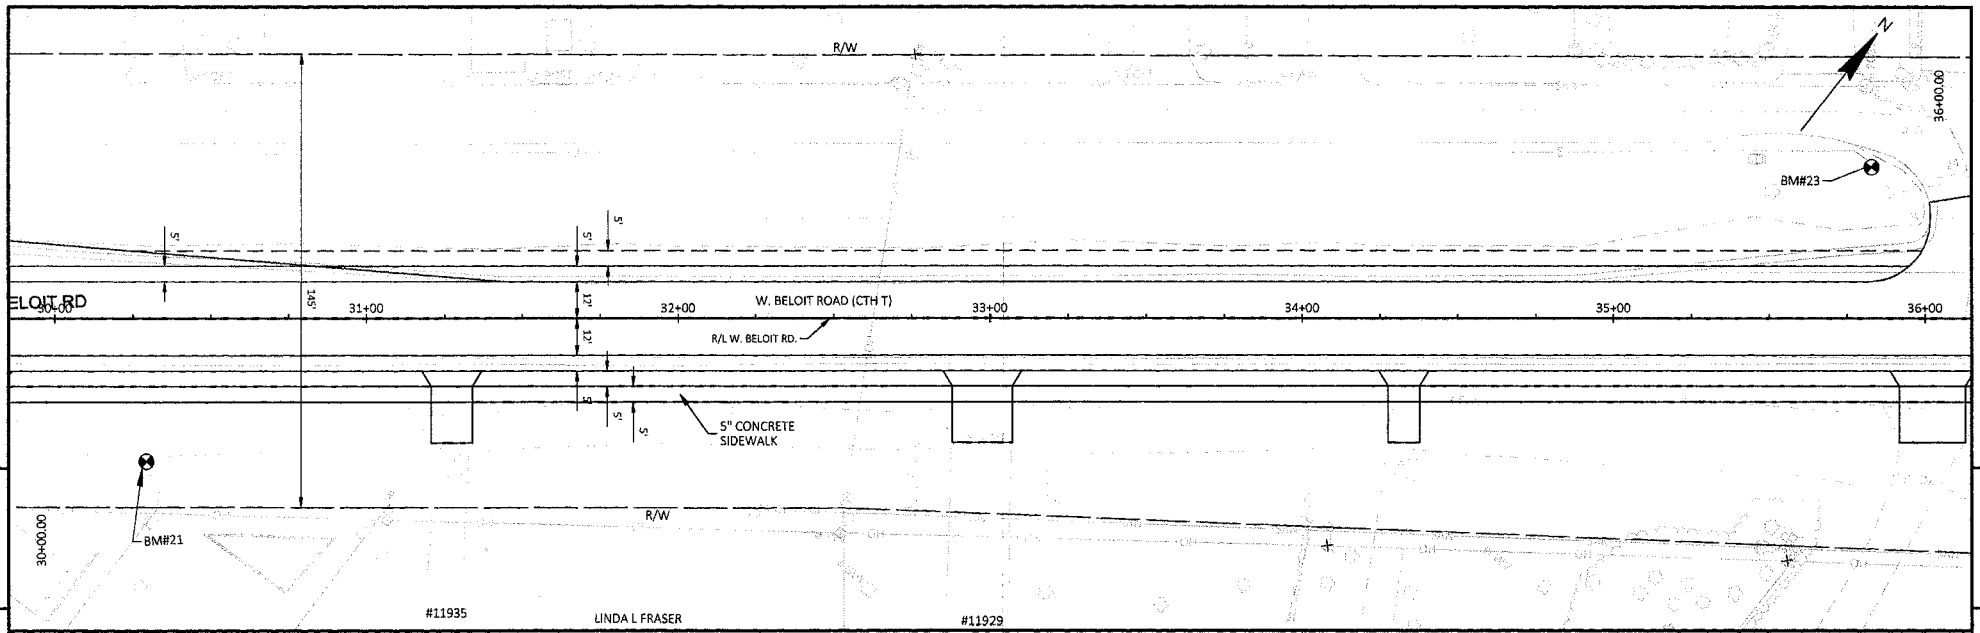 R/W
N
36+00.00
BM#23
5'
5'
5'
145'
12'
W. BELOIT ROAD (CTH T)
ELOIT RD
30+00
31+00
32+00
33+00
34+00
35+00
36+00
R/L W. BELOIT RD.
12'
5'
5'
5'
5" CONCRETE
SIDEWALK
R/W
BM#21
30+00.00
#11935
LINDA L FRASER
#11929